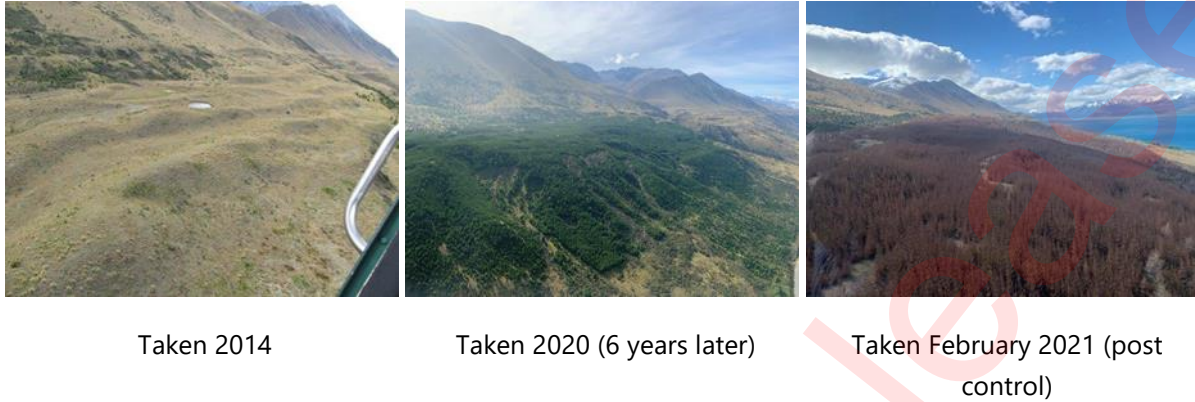 Taken 2014
Taken 2020 (6 years later)
Taken February 2021 (post
control)